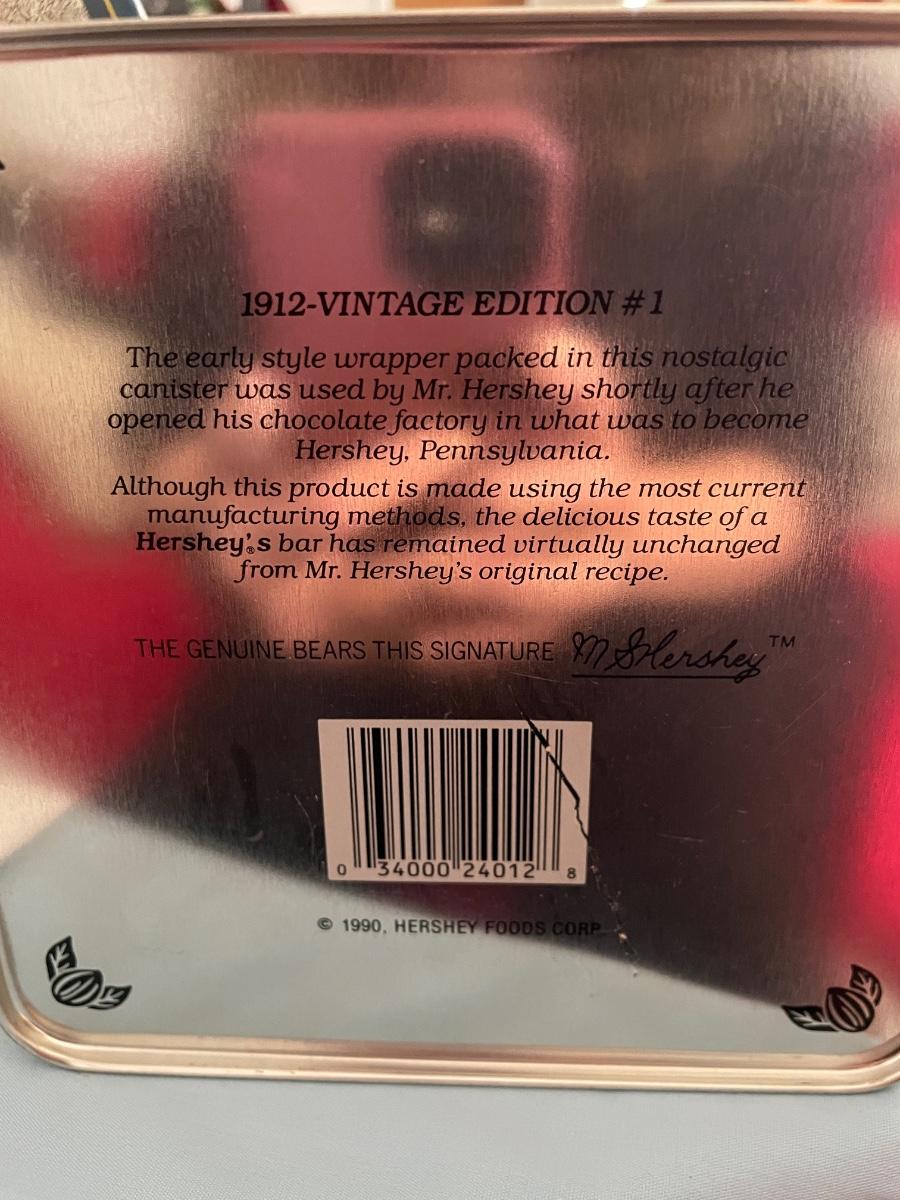 1912-VINTAGE EDITION #1
The early style wrapper packed in this nostalgic
canister was used by Mr. Hershey shortly after he
opened his chocolate factory in what was to become
Hershey, Pennsylvania.
Although this product is made using the most current
manufacturing methods, the delicious taste of a
Hershey'®s bar has remained virtually unchanged
from Mr. Hershey's original recipe.
THE GENUINE BEARS THIS SIGNATURE M S Hershey™
0 34000 24012 8
© 1990, HERSHEY FOODS CORP.